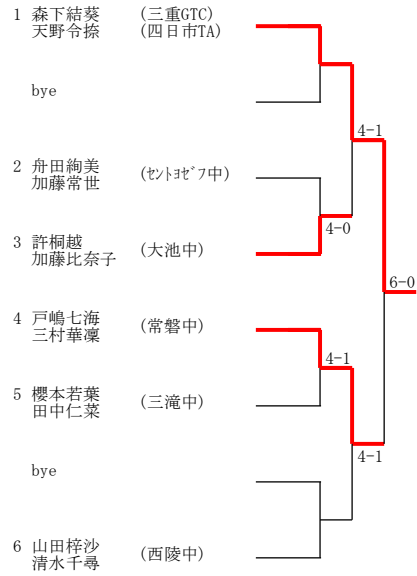 1 森下結葵 (三重GTC)
天野令捺 (四日市TA)
bye
4-1
2 舟田絢美
加藤常世 (ｾﾝﾄﾖｾﾞﾌ中)
4-0
3 許桐越
加藤比奈子 (大池中)
6-0
4 戸嶋七海
三村華凜 (常磐中)
4-1
5 櫻本若葉
田中仁菜 (三滝中)
4-1
bye
6 山田梓沙
清水千尋 (西陵中)